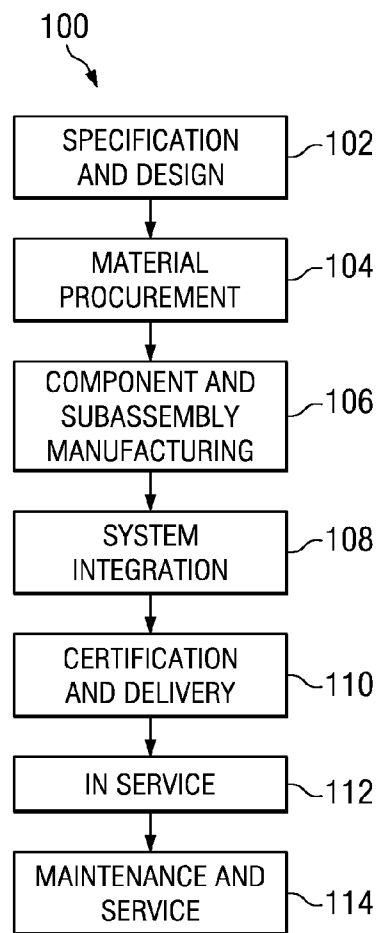 100
SPECIFICATION
AND DESIGN
102
MATERIAL
PROCUREMENT
104
COMPONENT AND
SUBASSEMBLY
MANUFACTURING
106
SYSTEM
INTEGRATION
108
CERTIFICATION
AND DELIVERY
110
IN SERVICE
112
MAINTENANCE AND
SERVICE
114